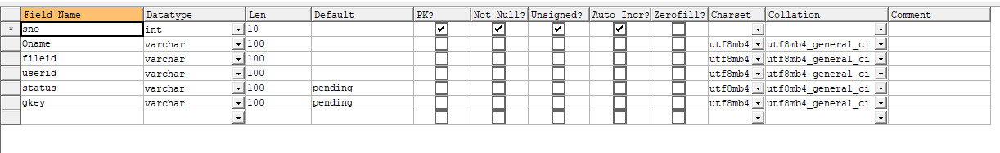 Field Name Datatype Len Default PK? Not Null? Unsigned? Auto Incr? Zerofill? Charset Collation Comment
* sno int 10
Oname varchar 100 utf8mb4 utf8mb4_general_ci
fileid varchar 100 utf8mb4 utf8mb4_general_ci
userid varchar 100 utf8mb4 utf8mb4_general_ci
status varchar 100 pending utf8mb4 utf8mb4_general_ci
gkey varchar 100 pending utf8mb4 utf8mb4_general_ci